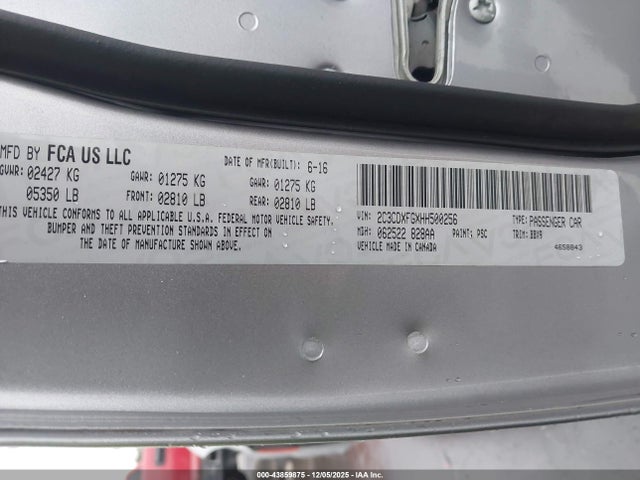 MFD BY FCA US LLC
DATE OF MFR(BUILT): 6-16
GVWR: 02427 KG GAWR: 01275 KG GAWR: 01275 KG
05350 LB FRONT: 02810 LB REAR: 02810 LB
THIS VEHICLE CONFORMS TO ALL APPLICABLE U.S.A. FEDERAL MOTOR VEHICLE SAFETY,
BUMPER AND THEFT PREVENTION STANDARDS IN EFFECT ON
THE DATE OF MANUFACTURE SHOWN ABOVE.
VIN: 2C3CDXFGXHH500256 TYPE: PASSENGER CAR
MDH: 062522 828AA PAINT: PSC TRIM: BBX9
VEHICLE MADE IN CANADA 4658843
000-43859875 - 12/05/2025 - IAAI.COM